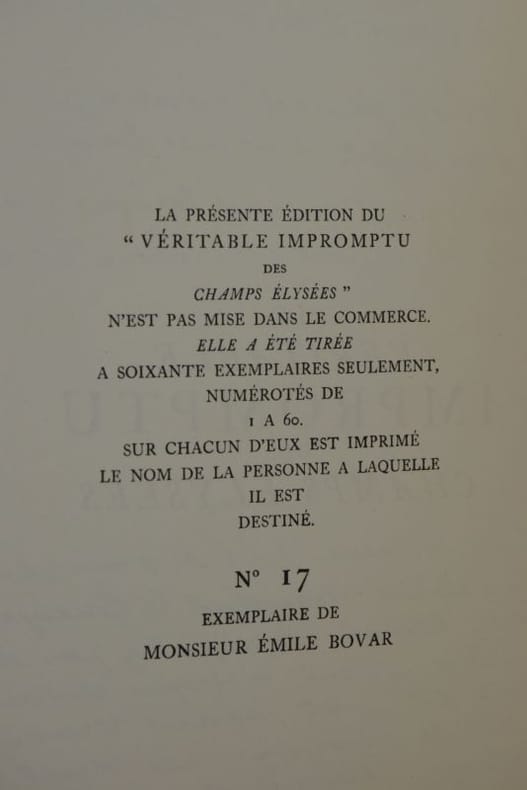 LA PRÉSENTE ÉDITION DU
“ VÉRITABLE IMPROMPTU
DES
CHAMPS ÉLYSÉES ”
N'EST PAS MISE DANS LE COMMERCE.
ELLE A ÉTÉ TIRÉE
A SOIXANTE EXEMPLAIRES SEULEMENT,
NUMÉROTÉS DE
1 A 60.
SUR CHACUN D'EUX EST IMPRIMÉ
LE NOM DE LA PERSONNE A LAQUELLE
IL EST
DESTINÉ.
Nº 17
EXEMPLAIRE DE
MONSIEUR ÉMILE BOVAR